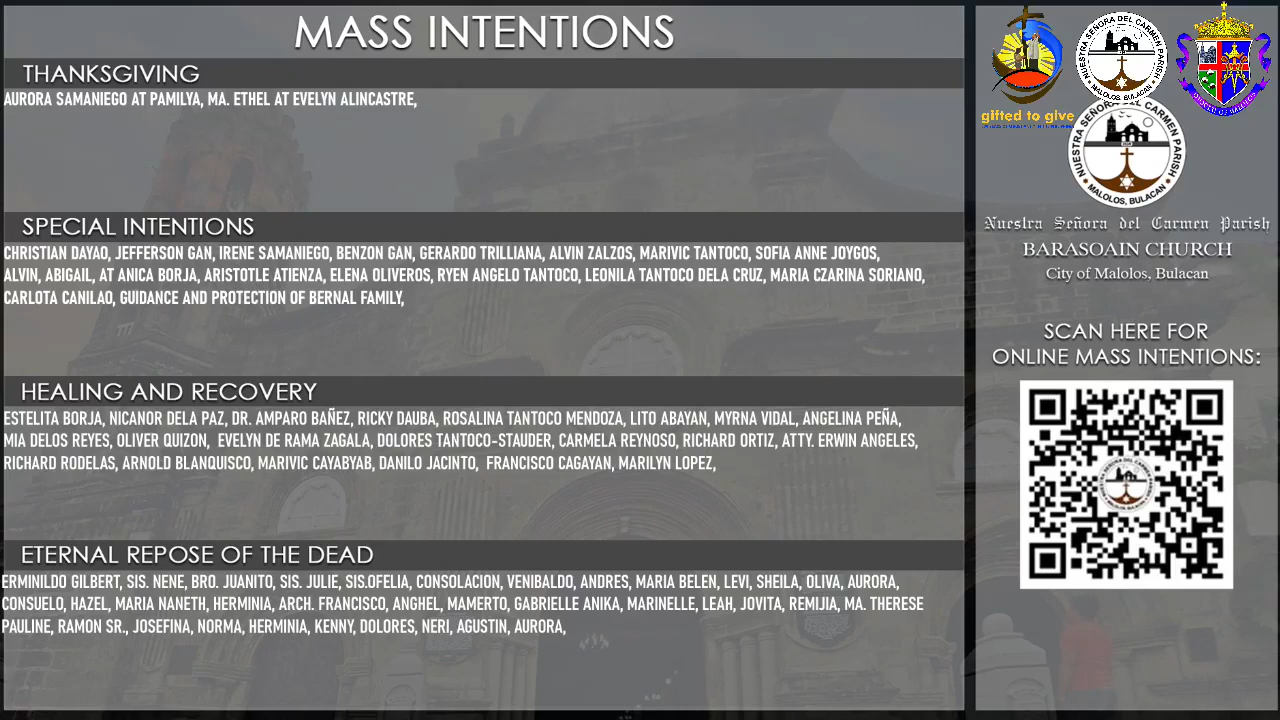 MASS INTENTIONS
THANKSGIVING
AURORA SAMANIEGO AT PAMILYA, MA. ETHEL AT EVELYN ALINCASTRE,
SPECIAL INTENTIONS
CHRISTIAN DAYAO, JEFFERSON GAN, IRENE SAMANIEGO, BENZON GAN, GERARDO TRILLIANA, ALVIN ZALZOS, MARIVIC TANTOCO, SOFIA ANNE JOYGOS,
ALVIN, ABIGAIL, AT ANICA BORJA, ARISTOTLE ATIENZA, ELENA OLIVEROS, RYEN ANGELO TANTOCO, LEONILA TANTOCO DELA CRUZ, MARIA CZARINA SORIANO,
CARLOTA CANILAO, GUIDANCE AND PROTECTION OF BERNAL FAMILY,
HEALING AND RECOVERY
ESTELITA BORJA, NICANOR DELA PAZ, DR. AMPARO BAÑEZ, RICKY DAUBA, ROSALINA TANTOCO MENDOZA, LITO ABAYAN, MYRNA VIDAL, ANGELINA PEÑA,
MIA DELOS REYES, OLIVER QUIZON, EVELYN DE RAMA ZAGALA, DOLORES TANTOCO-STAUDER, CARMELA REYNOSO, RICHARD ORTIZ, ATTY. ERWIN ANGELES,
RICHARD RODELAS, ARNOLD BLANQUISCO, MARIVIC CAYABYAB, DANILO JACINTO, FRANCISCO CAGAYAN, MARILYN LOPEZ,
ETERNAL REPOSE OF THE DEAD
ERMINILDO GILBERT, SIS. NENE, BRO. JUANITO, SIS. JULIE, SIS.OFELIA, CONSOLACION, VENIBALDO, ANDRES, MARIA BELEN, LEVI, SHEILA, OLIVA, AURORA,
CONSUELO, HAZEL, MARIA NANETH, HERMINIA, ARCH. FRANCISCO, ANGHEL, MAMERTO, GABRIELLE ANIKA, MARINELLE, LEAH, JOVITA, REMIJIA, MA. THERESE
PAULINE, RAMON SR., JOSEFINA, NORMA, HERMINIA, KENNY, DOLORES, NERI, AGUSTIN, AURORA,
gifted to give
NUESTRA SEÑORA DEL CARMEN PARISH
MALOLOS, BULACAN
DIOCESE OF MALOLOS
NUESTRA SEÑORA DEL CARMEN PARISH
MALOLOS, BULACAN
Nuestra Señora del Carmen Parish
BARASOAIN CHURCH
City of Malolos, Bulacan
SCAN HERE FOR
ONLINE MASS INTENTIONS: